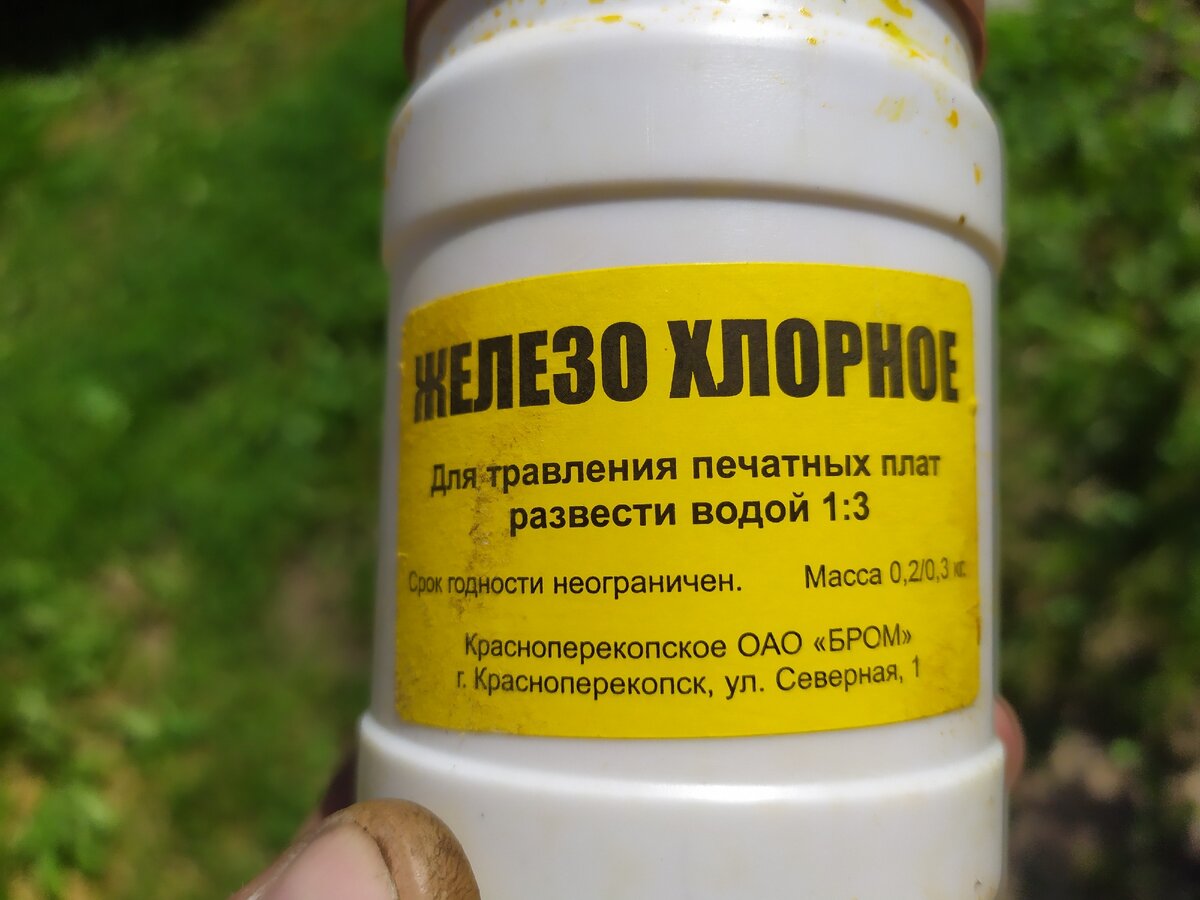 ЖЕЛЕЗО ХЛОРНОЕ
Для травления печатных плат
развести водой 1:3
Срок годности неограничен. Масса 0,2/0,3 кг.
Красноперекопское ОАО «БРОМ»
г. Красноперекопск, ул. Северная, 1